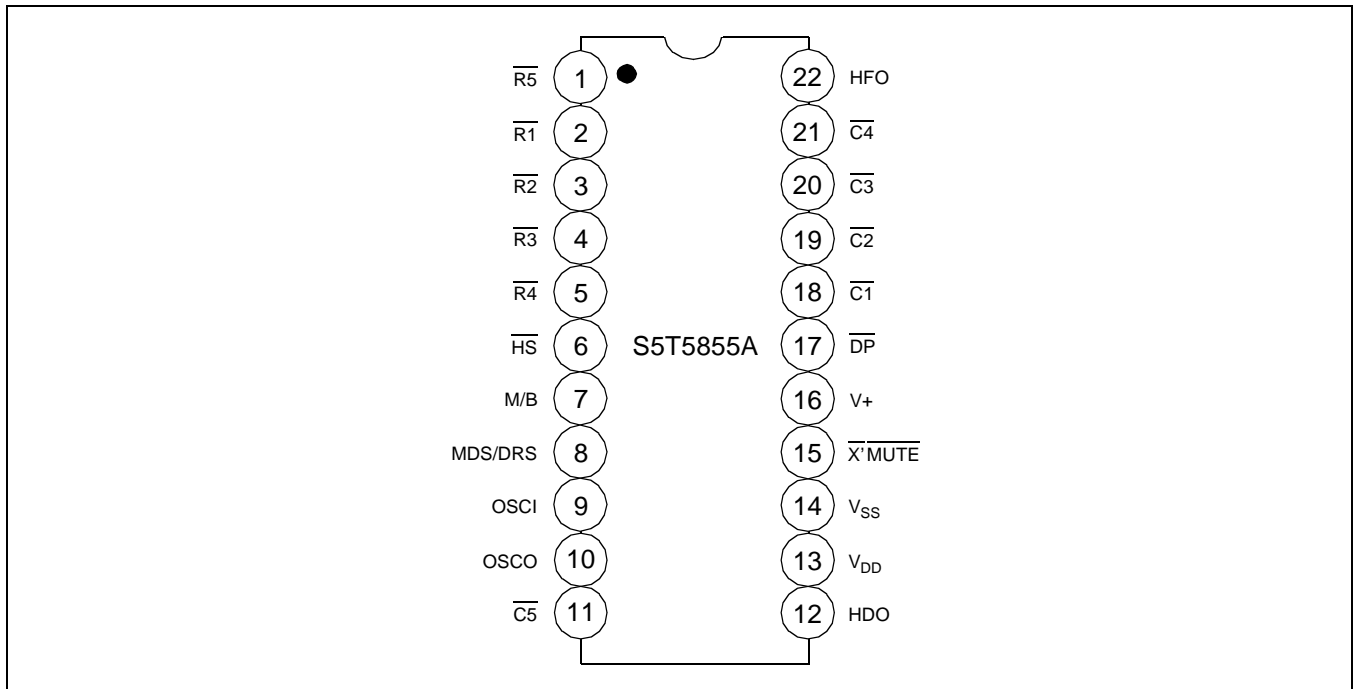 R5 1 22 HFO
R1 2 21 C4
R2 3 20 C3
R3 4 19 C2
R4 5 18 C1
HS 6 S5T5855A 17 DP
M/B 7 16 V+
MDS/DRS 8 15 X'MUTE
OSCI 9 14 VSS
OSCO 10 13 VDD
C5 11 12 HDO